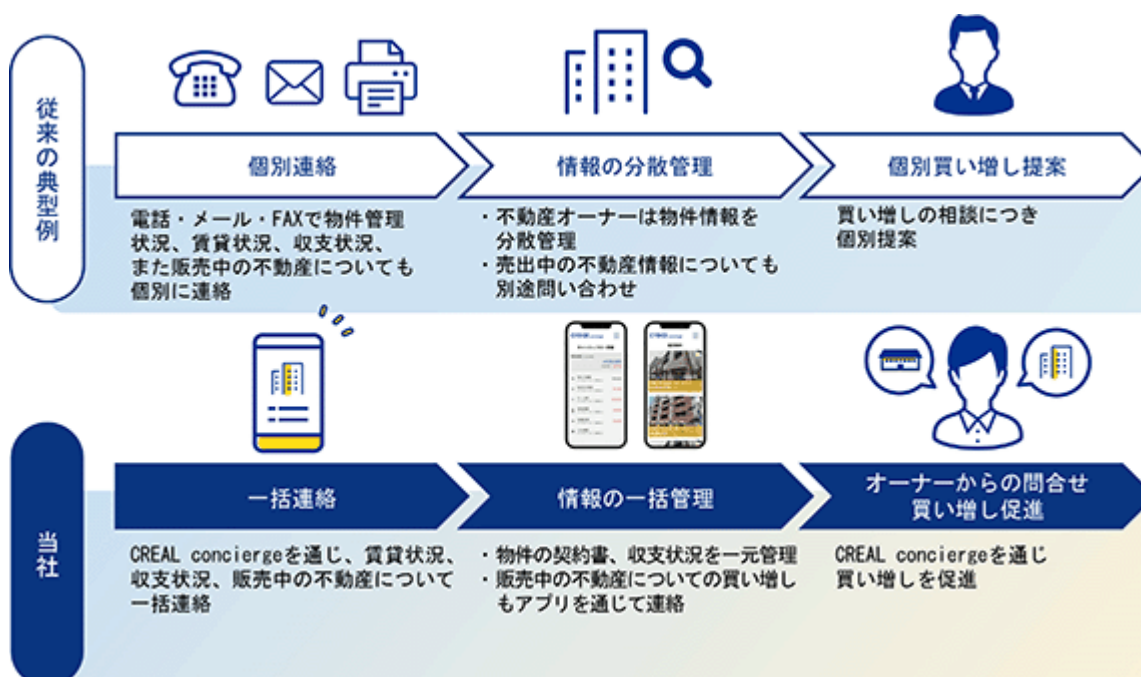 従来の典型例
個別連絡
電話・メール・FAXで物件管理
状況、賃貸状況、収支状況、
また販売中の不動産についても
個別に連絡
情報の分散管理
・不動産オーナーは物件情報を
分散管理
・売出中の不動産情報についても
別途問い合わせ
個別買い増し提案
買い増しの相談につき
個別提案
当社
一括連絡
CREAL conciergeを通じ、賃貸状況、
収支状況、販売中の不動産について
一括連絡
情報の一括管理
・物件の契約書、収支状況を一元管理
・販売中の不動産についての買い増し
もアプリを通じて連絡
オーナーからの問合せ
買い増し促進
CREAL conciergeを通じ
買い増しを促進